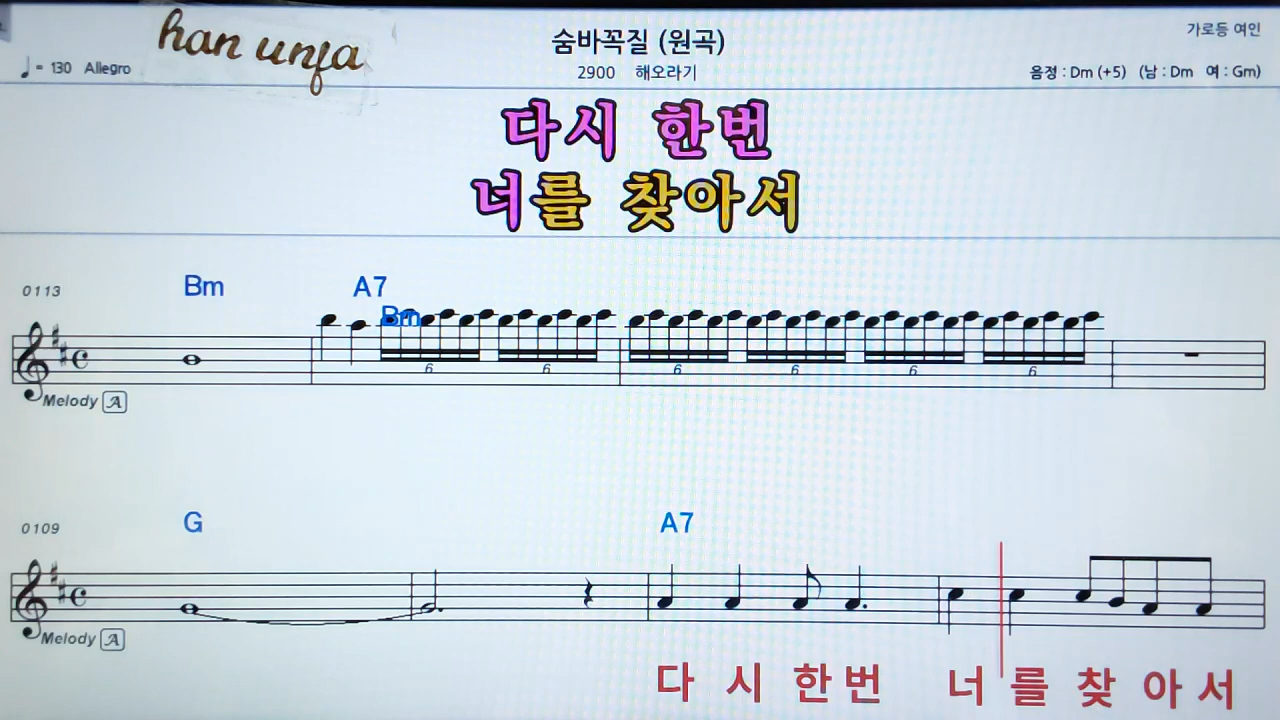 han unja
숨바꼭질 (원곡)
가로등 여인
♩= 130 Allegro
2900 해오라기
음정 : Dm (+5) (남 : Dm 여 : Gm)
다시 한번
너를 찾아서
0113
Bm A7 Bm
6 6 6 6 6 6
Melody A
0109
G A7
Melody A
다 시 한 번 너 를 찾 아 서